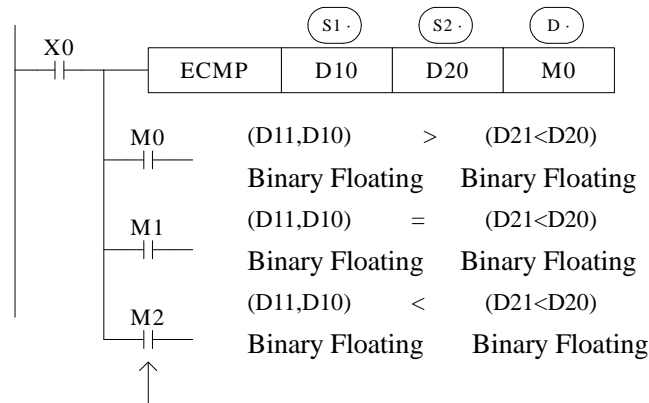 S1· S2· D·
X0
ECMP D10 D20 M0
M0 (D11,D10) > (D21<D20)
Binary Floating Binary Floating
M1 (D11,D10) = (D21<D20)
Binary Floating Binary Floating
M2 (D11,D10) < (D21<D20)
Binary Floating Binary Floating